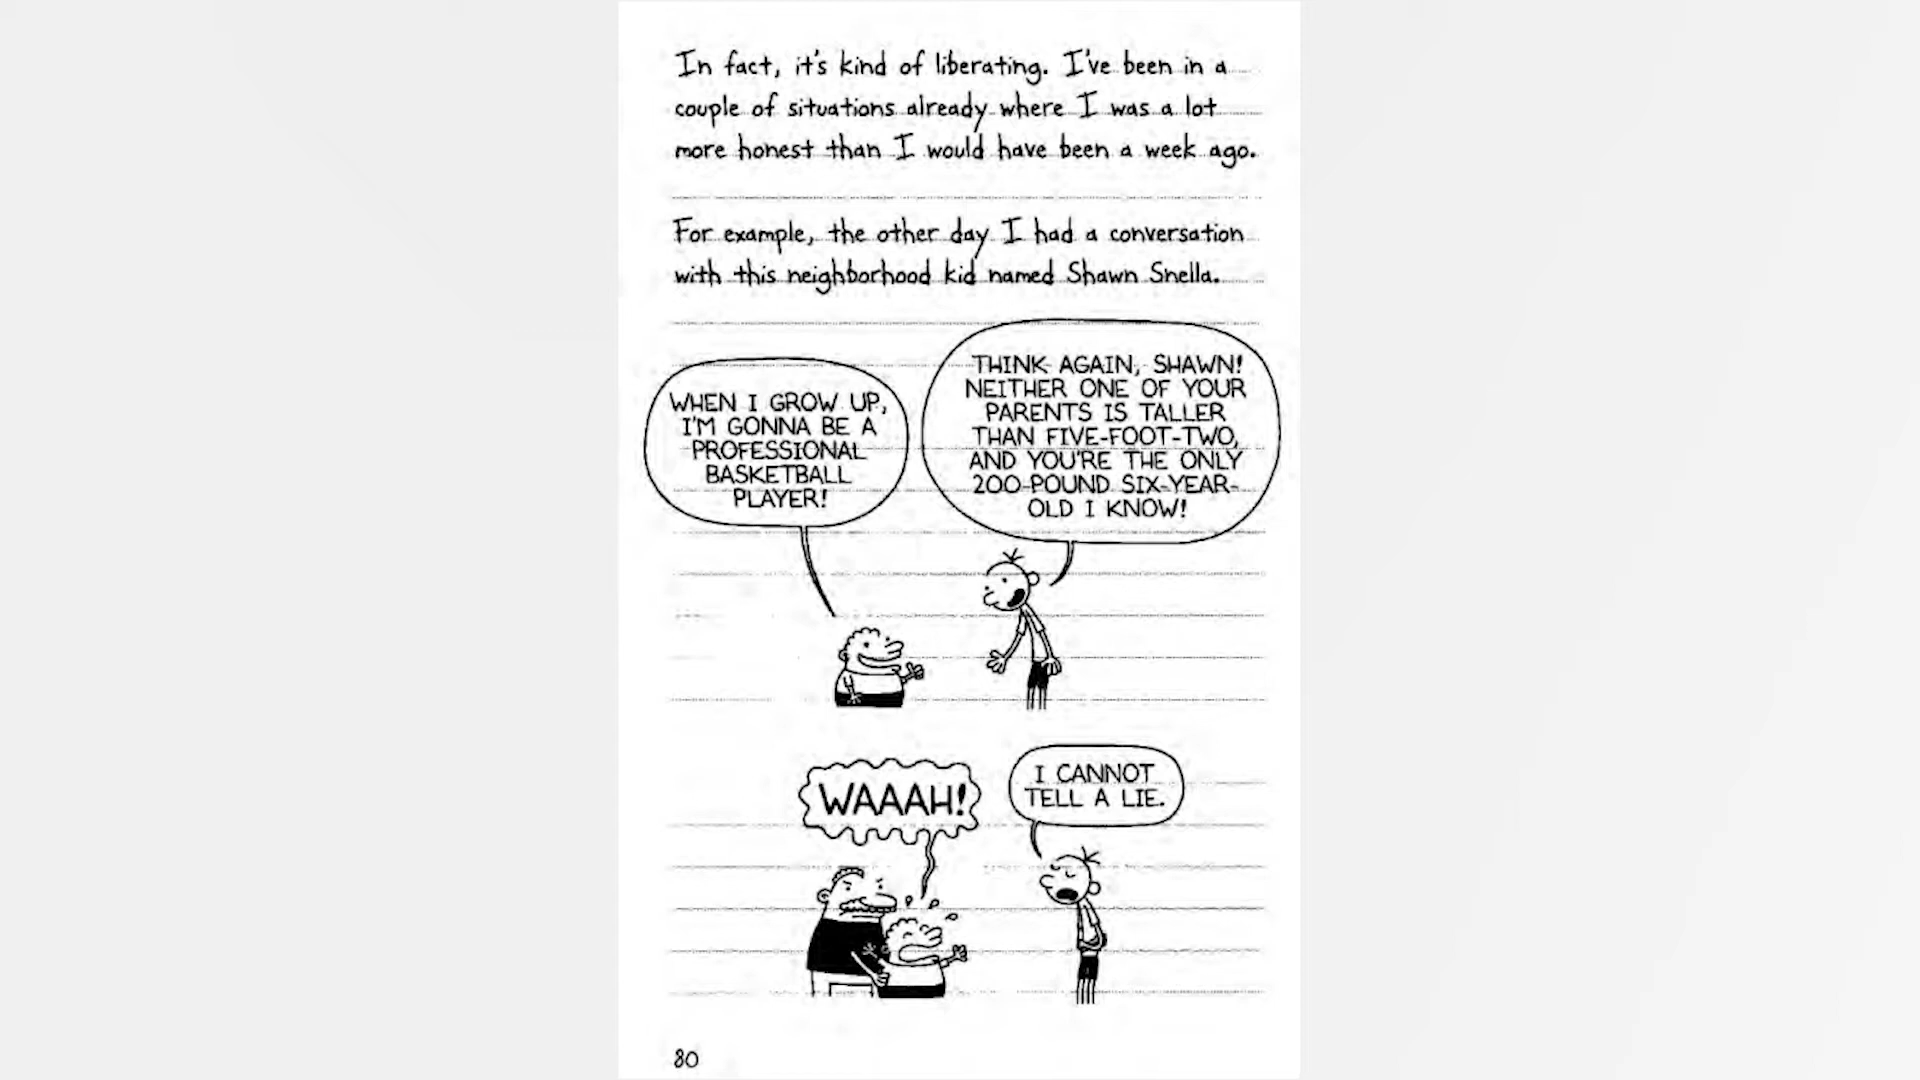 In fact, it's kind of liberating. I've been in a
couple of situations already where I was a lot
more honest than I would have been a week ago.
For example, the other day I had a conversation
with this neighborhood kid named Shawn Snella.
WHEN I GROW UP,
I'M GONNA BE A
PROFESSIONAL
BASKETBALL
PLAYER!
THINK AGAIN, SHAWN!
NEITHER ONE OF YOUR
PARENTS IS TALLER
THAN FIVE-FOOT-TWO,
AND YOU'RE THE ONLY
200-POUND SIX-YEAR-
OLD I KNOW!
WAAAH!
I CANNOT
TELL A LIE.
80